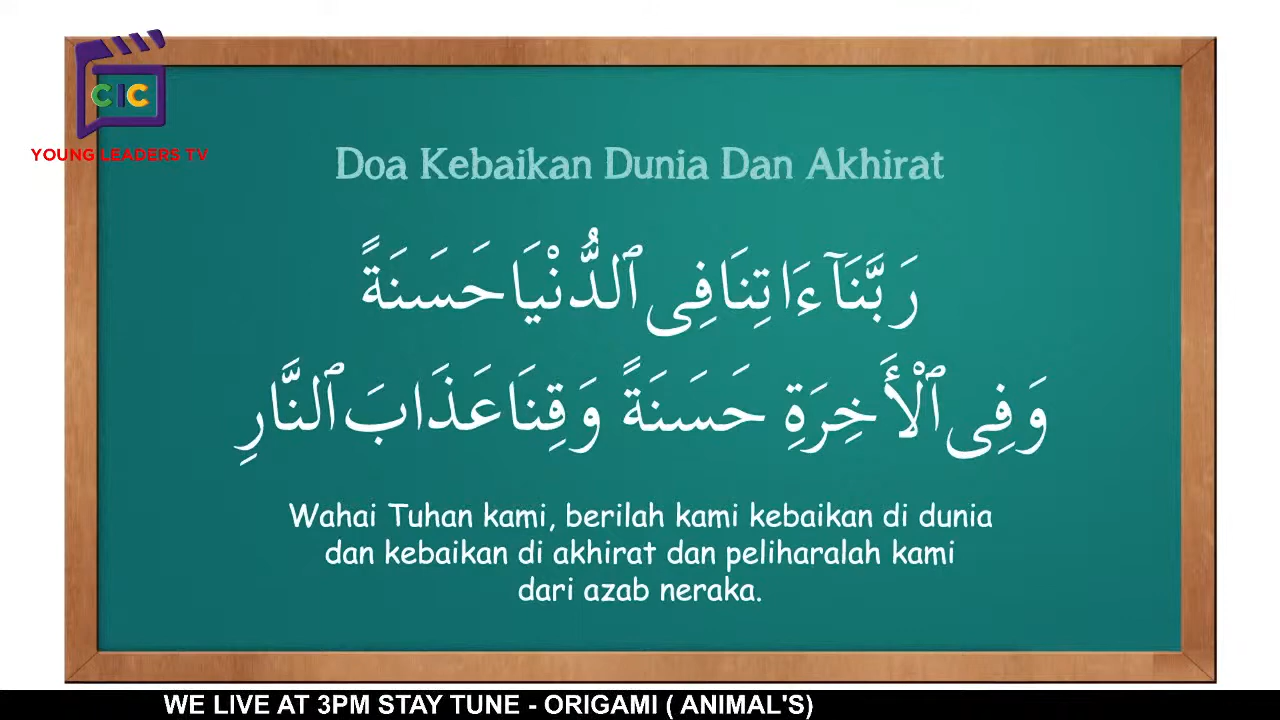 CIC
YOUNG LEADERS TV
Doa Kebaikan Dunia Dan Akhirat
رَبَّنَآ ءَاتِنَا فِى ٱلدُّنْيَا حَسَنَةً
وَفِى ٱلْأَخِرَةِ حَسَنَةً وَقِنَا عَذَابَ ٱلنَّارِ
Wahai Tuhan kami, berilah kami kebaikan di dunia
dan kebaikan di akhirat dan peliharalah kami
dari azab neraka.
WE LIVE AT 3PM STAY TUNE - ORIGAMI ( ANIMAL'S)